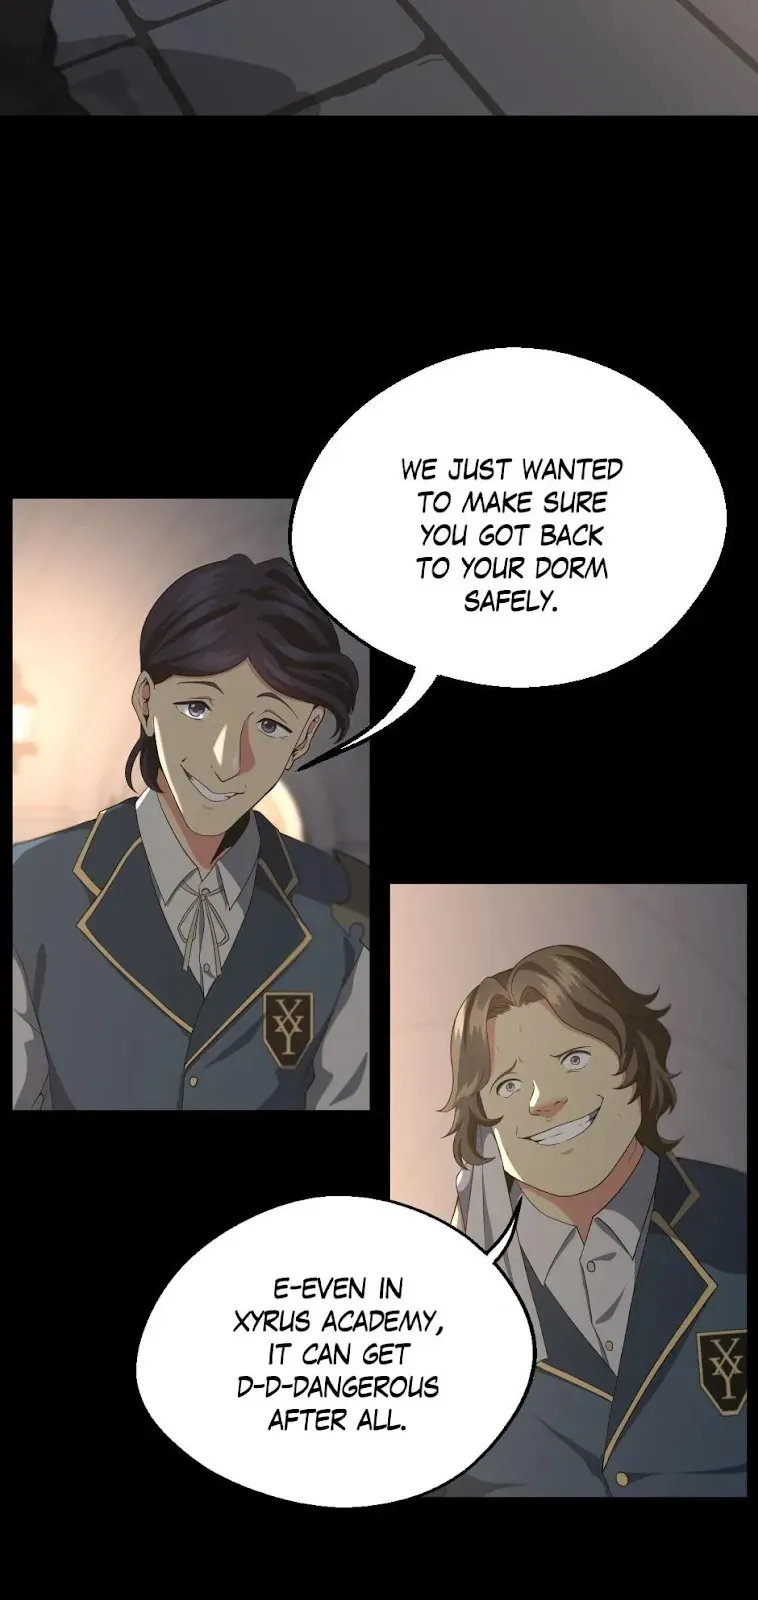 WE JUST WANTED
TO MAKE SURE
YOU GOT BACK
TO YOUR DORM
SAFELY.
E-EVEN IN
XYRUS ACADEMY,
IT CAN GET
D-D-DANGEROUS
AFTER ALL.